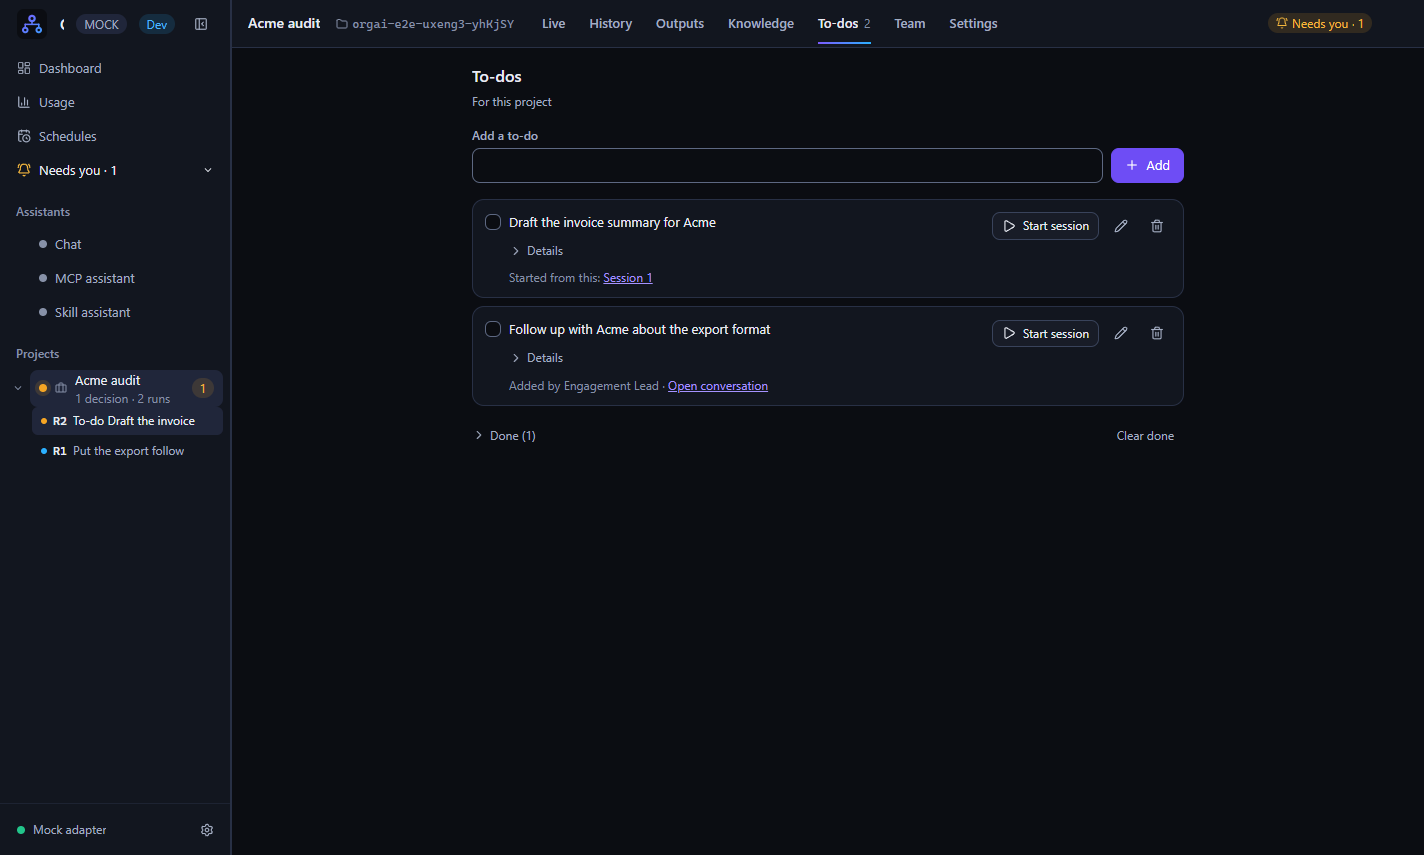 MOCK
Dev
Dashboard
Usage
Schedules
Needs you · 1
Assistants
Chat
MCP assistant
Skill assistant
Projects
Acme audit
1 decision · 2 runs
1
R2 To-do Draft the invoice
R1 Put the export follow
Mock adapter
Acme audit
orgai-e2e-uxeng3-yhKjSY
Live
History
Outputs
Knowledge
To-dos 2
Team
Settings
Needs you · 1
To-dos
For this project
Add a to-do
Add
Draft the invoice summary for Acme
Start session
Details
Started from this: Session 1
Follow up with Acme about the export format
Start session
Details
Added by Engagement Lead · Open conversation
Done (1)
Clear done